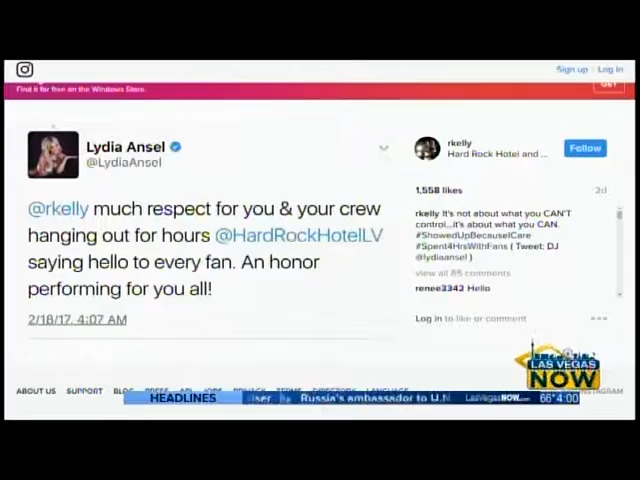 Sign up | Log in
Find it for free on the Windows Store.
GET
Lydia Ansel
@LydiaAnsel
@rkelly much respect for you & your crew
hanging out for hours @HardRockHotelLV
saying hello to every fan. An honor
performing for you all!
2/18/17, 4:07 AM
rkelly
Hard Rock Hotel and ...
Follow
1,558 likes
2d
rkelly It's not about what you CAN'T
control...it's about what you CAN.
#ShowedUpBecauseICare
#Spent4HrsWithFans ( Tweet: DJ
@lydiaansel )
view all 85 comments
renee3342 Hello
Log in to like or comment
LAS VEGAS
NOW
ABOUT US SUPPORT BLOG PRESS API JOBS PRIVACY TERMS DIRECTORY LANGUAGE
HEADLINES
Russia's ambassador to U.N
LasVegasNOW.com
66° 4:00